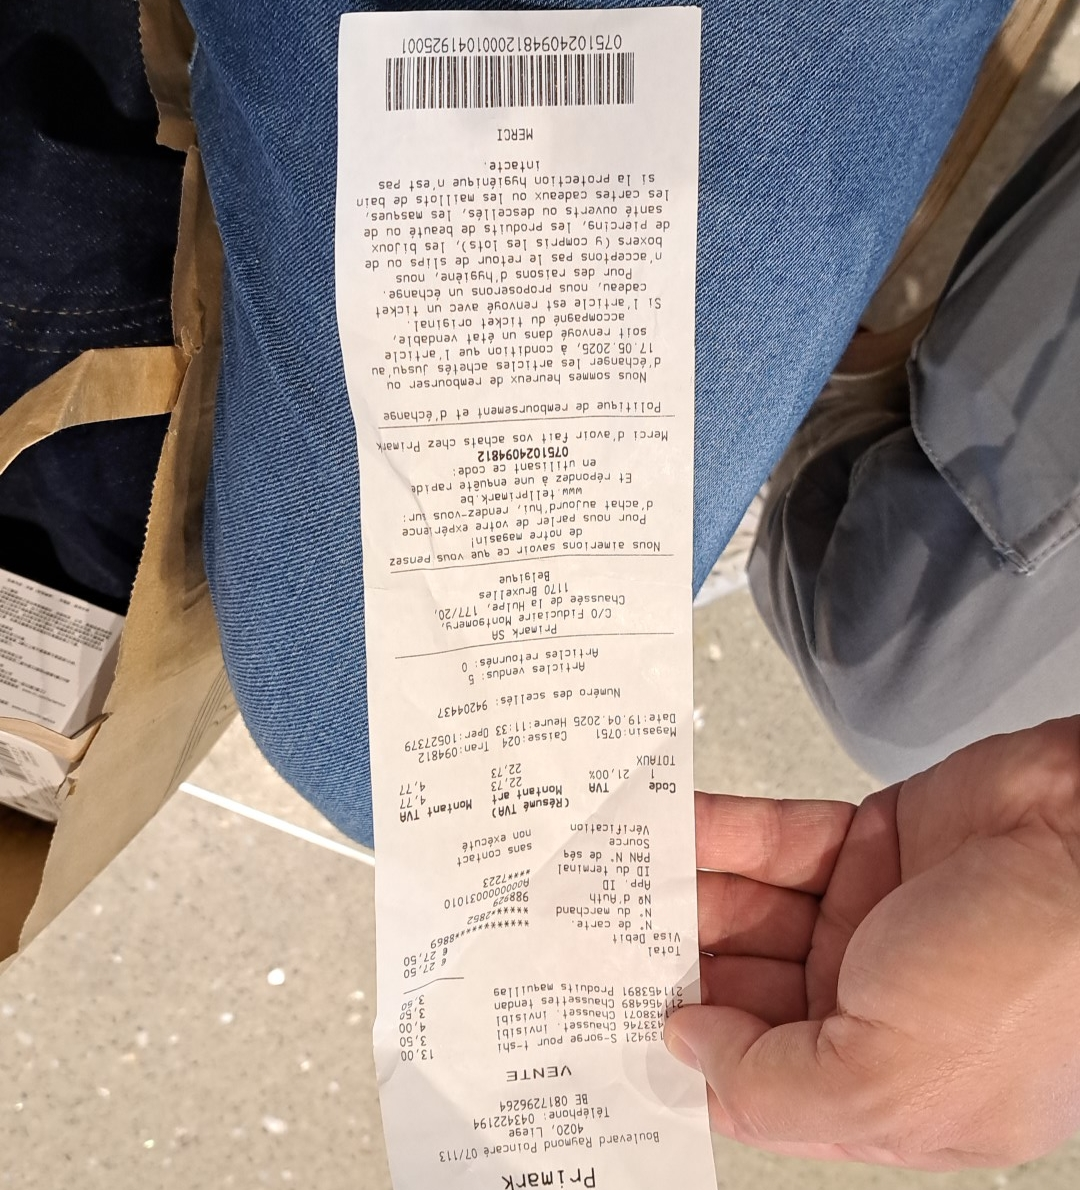 Primark
Boulevard Raymond Poincaré 07/113
4020, Liege
Téléphone: 043422194
BE 0817296264
VENTE
139421 S-gorge pour t-shi 13,00
433746 Chausset. invisibl 3,50
438071 Chausset. invisibl 4,00
211456489 Chaussettes tendan 3,50
211453891 Produits maquillag 3,50
Total € 27,50
Visa Debit € 27,50
N° de carte. ************8869
N° du marchand ******2862
Nº d'Auth 988929
App. ID A0000000031010
ID du terminal ****7223
PAN N° de séq
Source sans contact
Vérification non exécuté
(Résumé TVA)
Code TVA Montant art Montant TVA
1 21,00% 22,73 4,77
TOTAUX 22,73 4,77
Magasin:0751 Caisse:024 Tran:094812
Date:19.04.2025 Heure:11:33 Oper:10527379
Numéro des scellés: 94204437
Articles vendus: 5
Articles retournés: 0
Primark SA
C/O Fiduciaire Montgomery,
Chaussée de la Hulpe, 177/20,
1170 Bruxelles
Belgique
Nous aimerions savoir ce que vous pensez
de notre magasin!
Pour nous parler de votre expérience
d'achat aujourd'hui, rendez-vous sur:
www.tellprimark.be
Et répondez à une enquête rapide
en utilisant ce code:
0751024094812
Merci d'avoir fait vos achats chez Primark
Politique de remboursement et d'échange
Nous sommes heureux de rembourser ou
d'échanger les articles achetés jusqu'au
17.05.2025, à condition que l'article
soit renvoyé dans un état vendable,
accompagné du ticket original.
Si l'article est renvoyé avec un ticket
cadeau, nous proposerons un échange.
Pour des raisons d'hygiène, nous
n'acceptons pas le retour de slips ou de
boxers (y compris les lots), les bijoux
de piercing, les produits de beauté ou de
santé ouverts ou descellés, les masques,
les cartes cadeaux ou les maillots de bain
si la protection hygiénique n'est pas
intacte.
MERCI
0751024094812000104192​5001